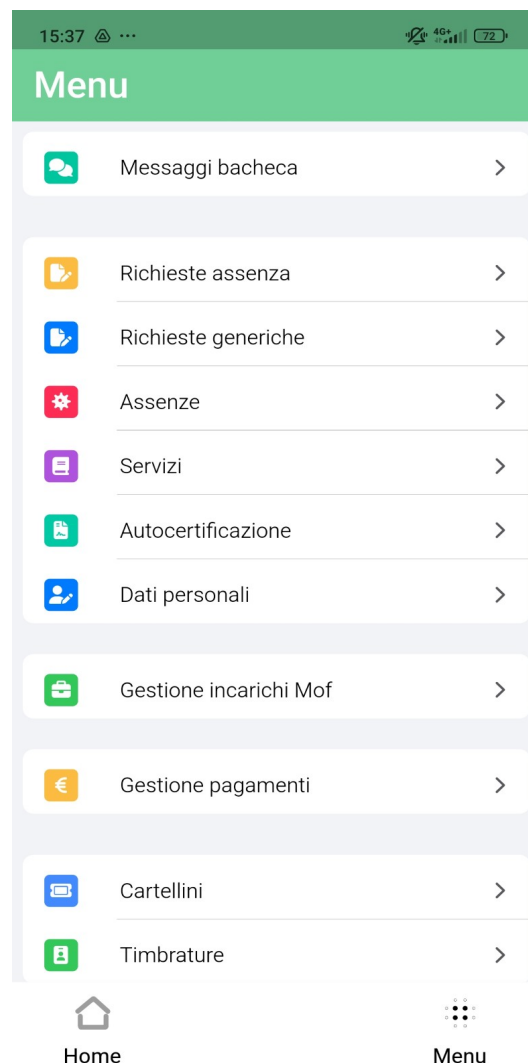 15:37 ...
4G+ 72
Menu
Messaggi bacheca
Richieste assenza
Richieste generiche
Assenze
Servizi
Autocertificazione
Dati personali
Gestione incarichi Mof
€ Gestione pagamenti
Cartellini
Timbrature
Home Menu